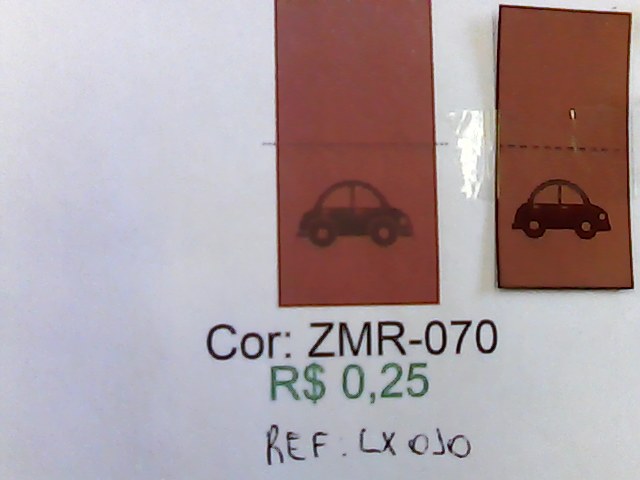 Cor: ZMR-070
R$ 0,25
REF. LX 010